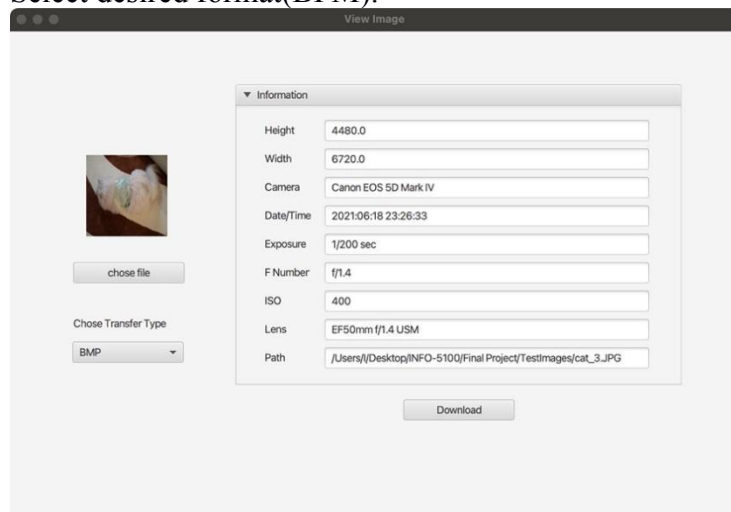 Select desired format(BPM):
View Image
Information
Height 4480.0
Width 6720.0
Camera Canon EOS 5D Mark IV
Date/Time 2021:06:18 23:26:33
Exposure 1/200 sec
chose file
F Number f/1.4
ISO 400
Chose Transfer Type
Lens EF50mm f/1.4 USM
BMP
Path /Users/l/Desktop/INFO-5100/Final Project/TestImages/cat_3.JPG
Download